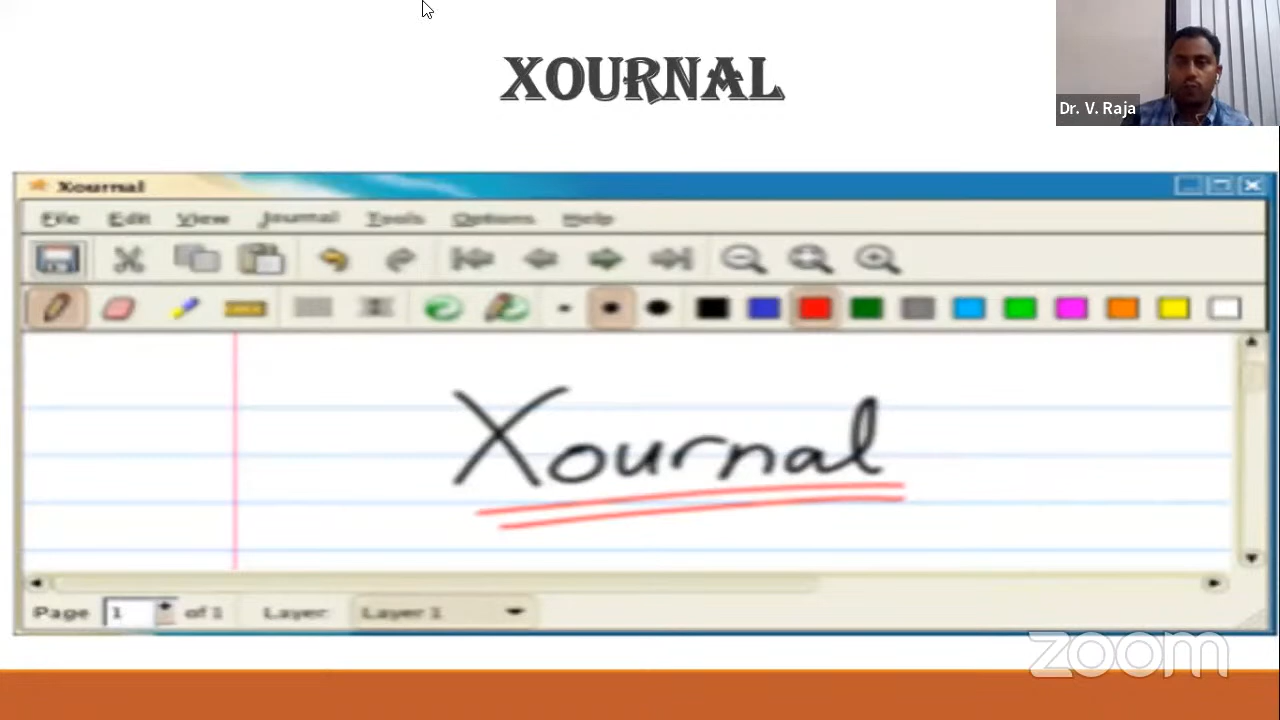 XOURNAL
Dr. V. Raja
Xournal
File Edit View Journal Tools Options Help
Xournal
Page 1 of 1 Layer: Layer 1
zoom